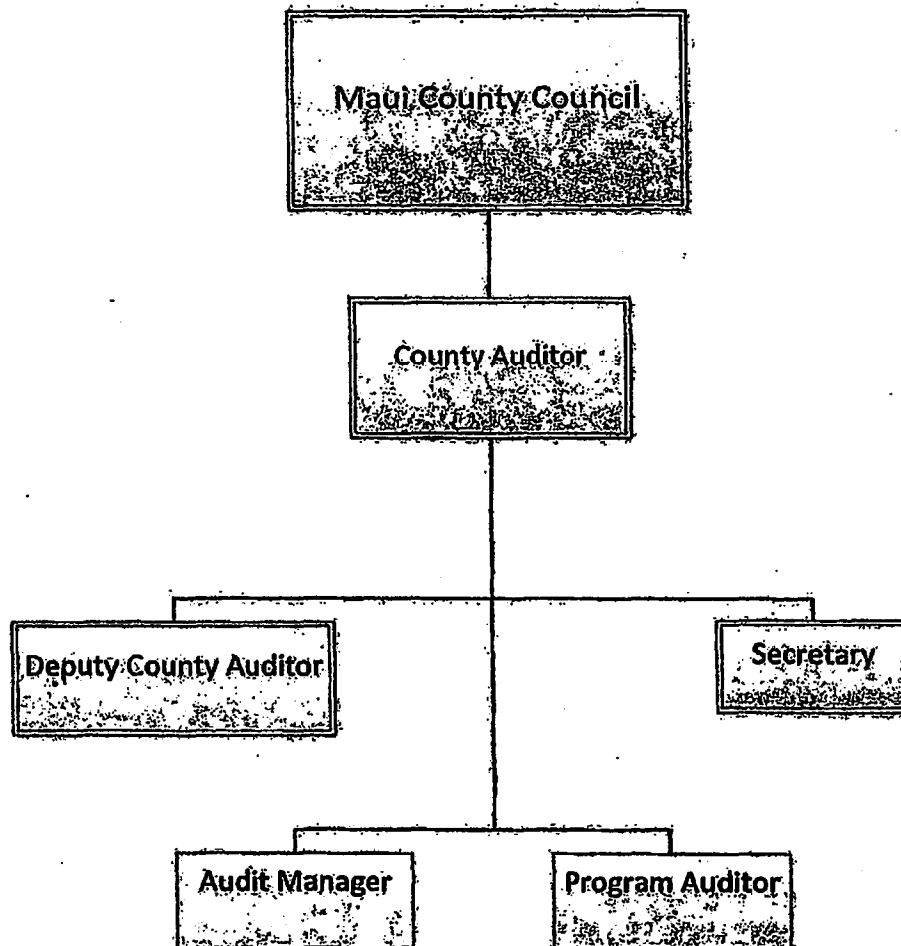 Maui County Council
County Auditor
Deputy County Auditor
Secretary
Audit Manager
Program Auditor